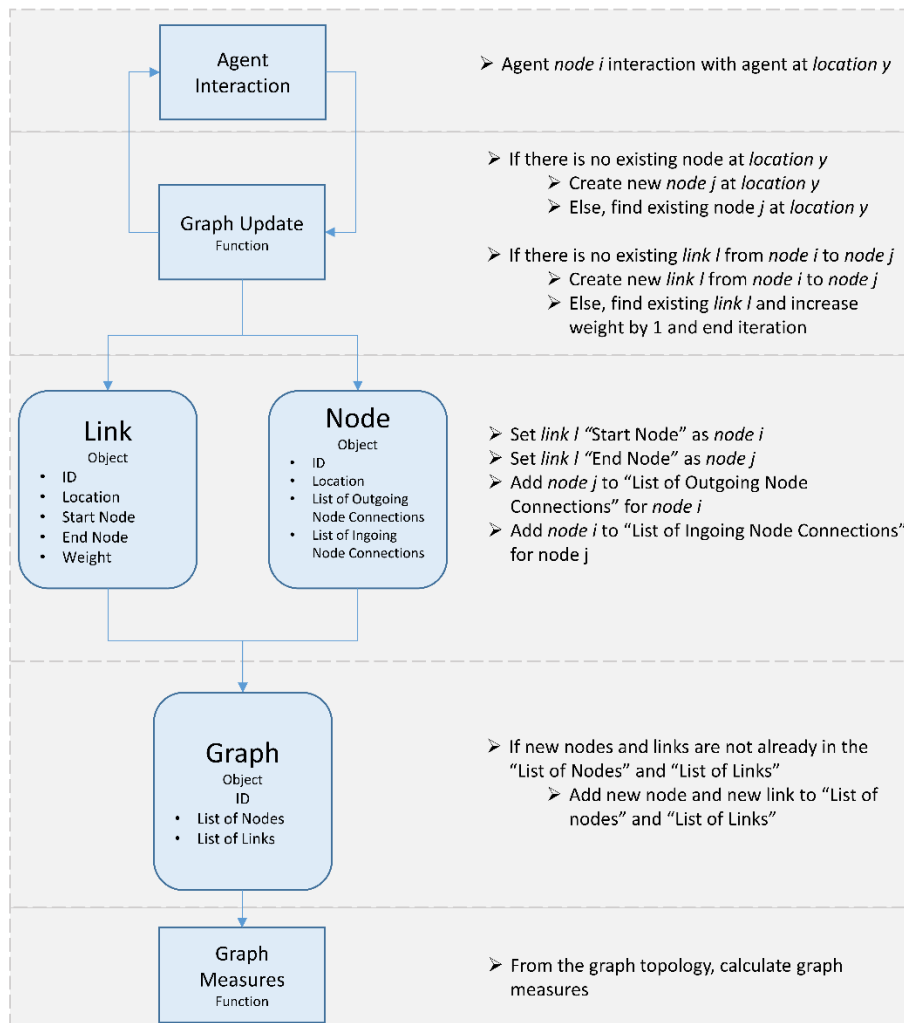 Agent
Interaction
➢ Agent node i interaction with agent at location y
➢ If there is no existing node at location y
➢ Create new node j at location y
➢ Else, find existing node j at location y
Graph Update
Function
➢ If there is no existing link l from node i to node j
➢ Create new link l from node i to node j
➢ Else, find existing link l and increase
weight by 1 and end iteration
Link
Object
• ID
• Location
• Start Node
• End Node
• Weight
Node
Object
• ID
• Location
• List of Outgoing
Node Connections
• List of Ingoing
Node Connections
➢ Set link l “Start Node” as node i
➢ Set link l “End Node” as node j
➢ Add node j to “List of Outgoing Node
Connections” for node i
➢ Add node i to “List of Ingoing Node Connections”
for node j
Graph
Object
ID
• List of Nodes
• List of Links
➢ If new nodes and links are not already in the
“List of Nodes” and “List of Links”
➢ Add new node and new link to “List of
nodes” and “List of Links”
Graph
Measures
Function
➢ From the graph topology, calculate graph
measures